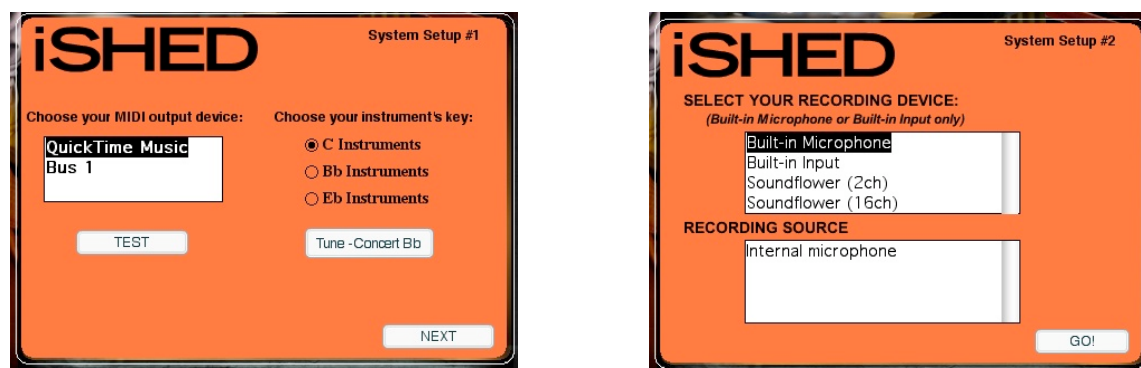 iSHED
System Setup #1
Choose your MIDI output device:
QuickTime Music
Bus 1
TEST
Choose your instrument's key:
C Instruments
Bb Instruments
Eb Instruments
Tune - Concert Bb
NEXT
iSHED
System Setup #2
SELECT YOUR RECORDING DEVICE:
(Built-in Microphone or Built-in Input only)
Built-in Microphone
Built-in Input
Soundflower (2ch)
Soundflower (16ch)
RECORDING SOURCE
Internal microphone
GO!